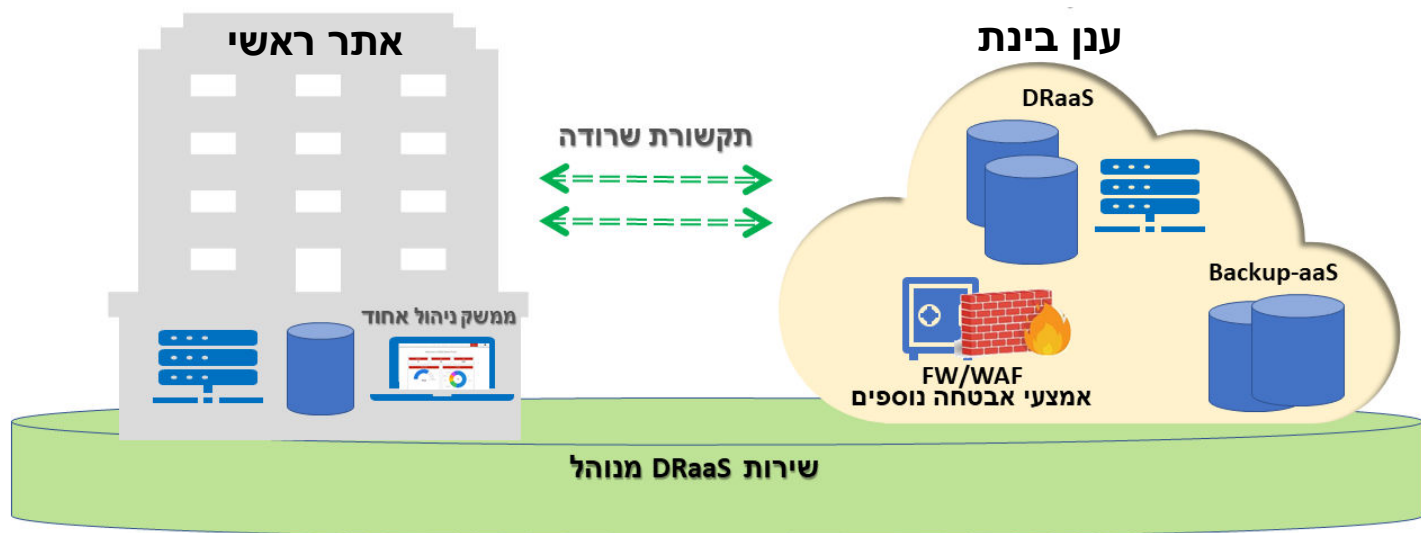 ענן בינת
אתר ראשי
DRaaS
תקשורת שרודה
Backup-aaS
ממשק ניהול אחוד
FW/WAF
אמצעי אבטחה נוספים
שירות DRaaS מנוהל